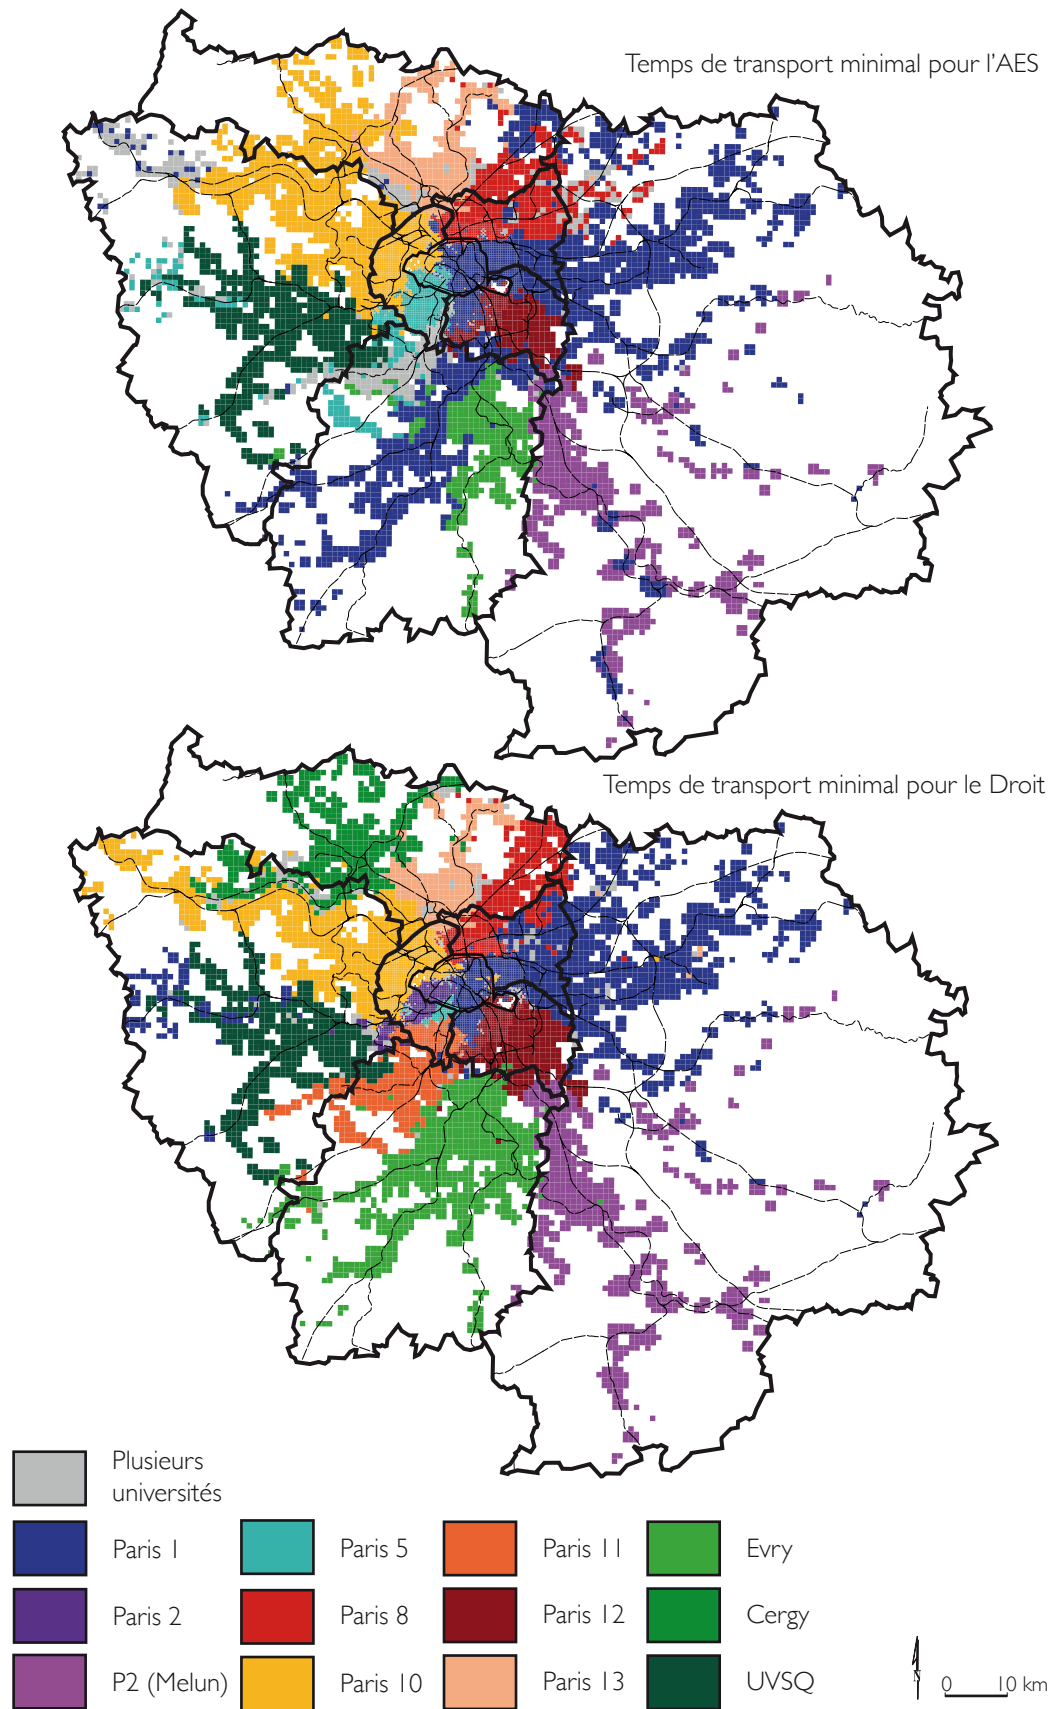 Temps de transport minimal pour l'AES
Temps de transport minimal pour le Droit
Plusieurs
universités
Paris 1
Paris 5
Paris 11
Evry
Paris 2
Paris 8
Paris 12
Cergy
P2 (Melun)
Paris 10
Paris 13
UVSQ
N
0 10 km